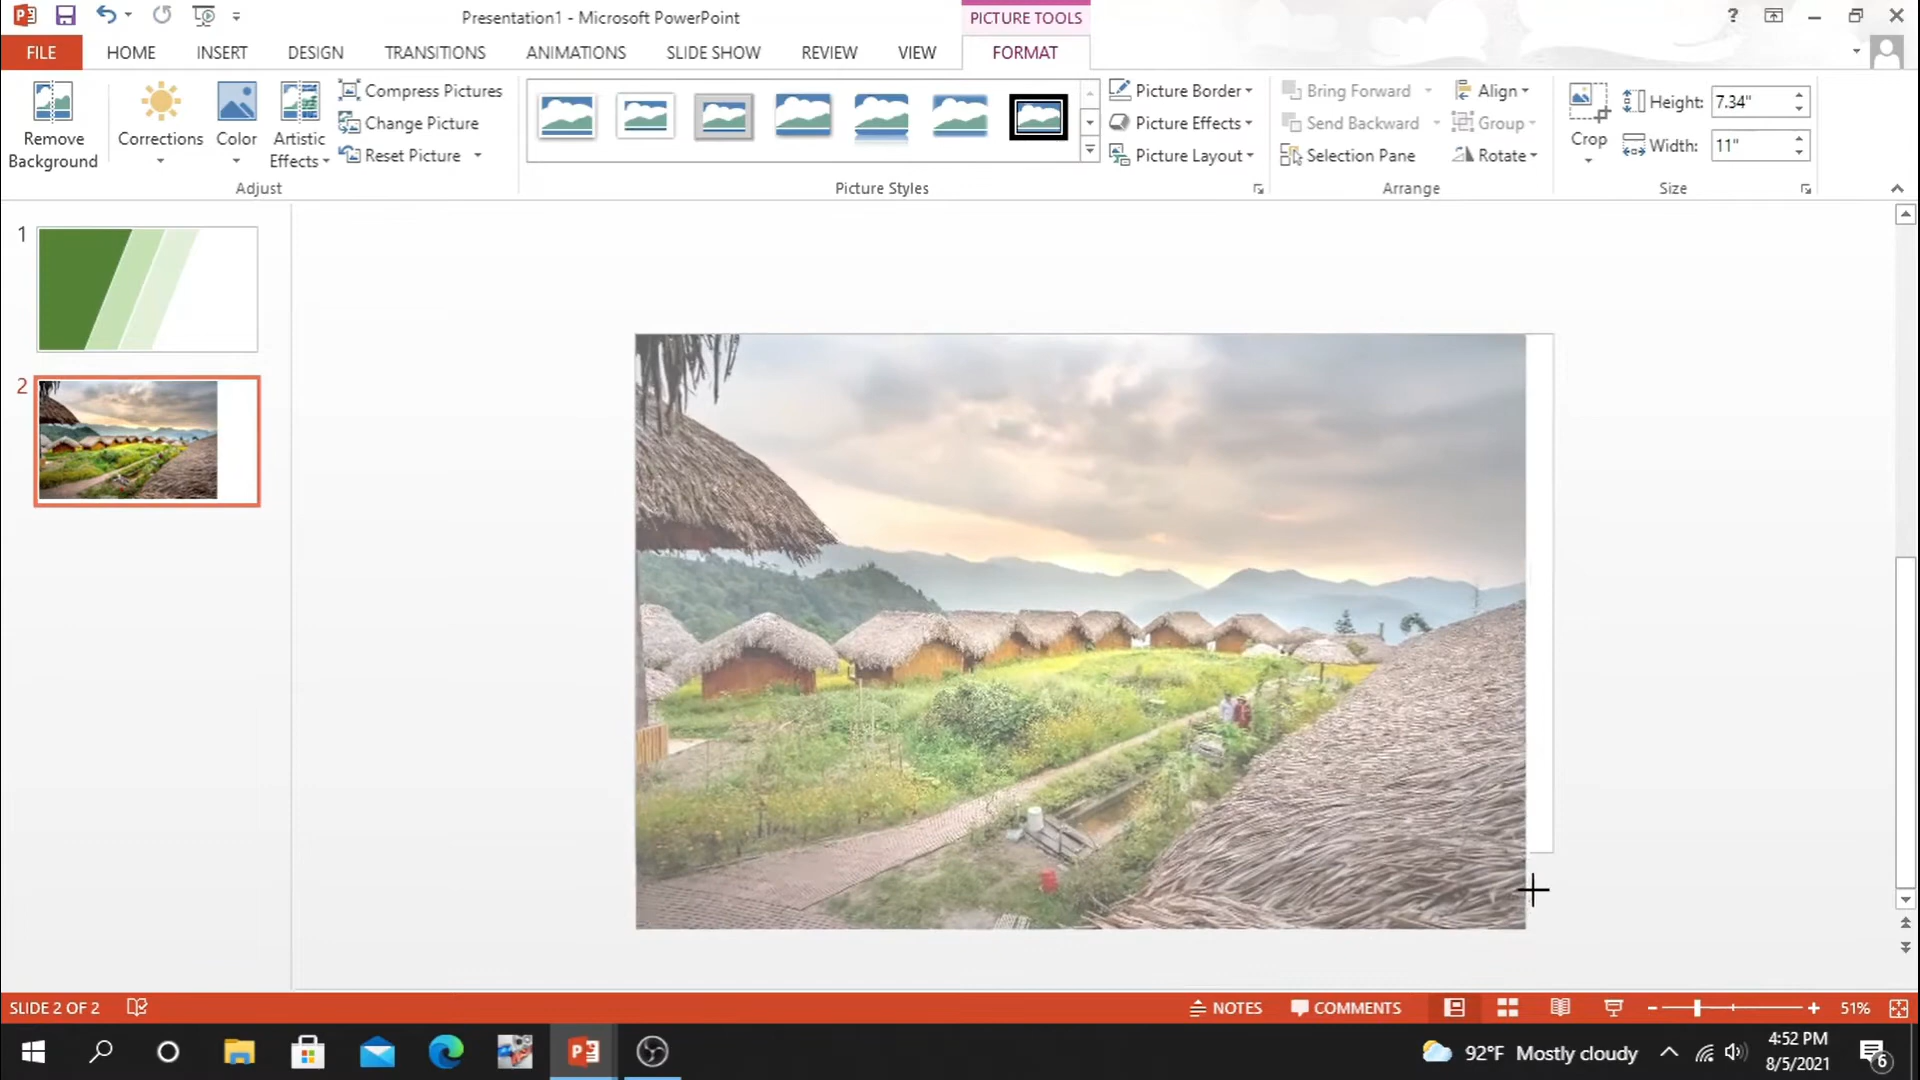 Presentation1 - Microsoft PowerPoint
PICTURE TOOLS
?
FILE
HOME
INSERT
DESIGN
TRANSITIONS
ANIMATIONS
SLIDE SHOW
REVIEW
VIEW
FORMAT
Remove
Background
Corrections
Color
Artistic
Effects
Compress Pictures
Change Picture
Reset Picture
Adjust
Picture Styles
Picture Border
Picture Effects
Picture Layout
Bring Forward
Send Backward
Selection Pane
Align
Group
Rotate
Arrange
Crop
Height:
7.34"
Width:
11"
Size
1
2
SLIDE 2 OF 2
NOTES
COMMENTS
51%
92°F Mostly cloudy
4:52 PM
8/5/2021
6